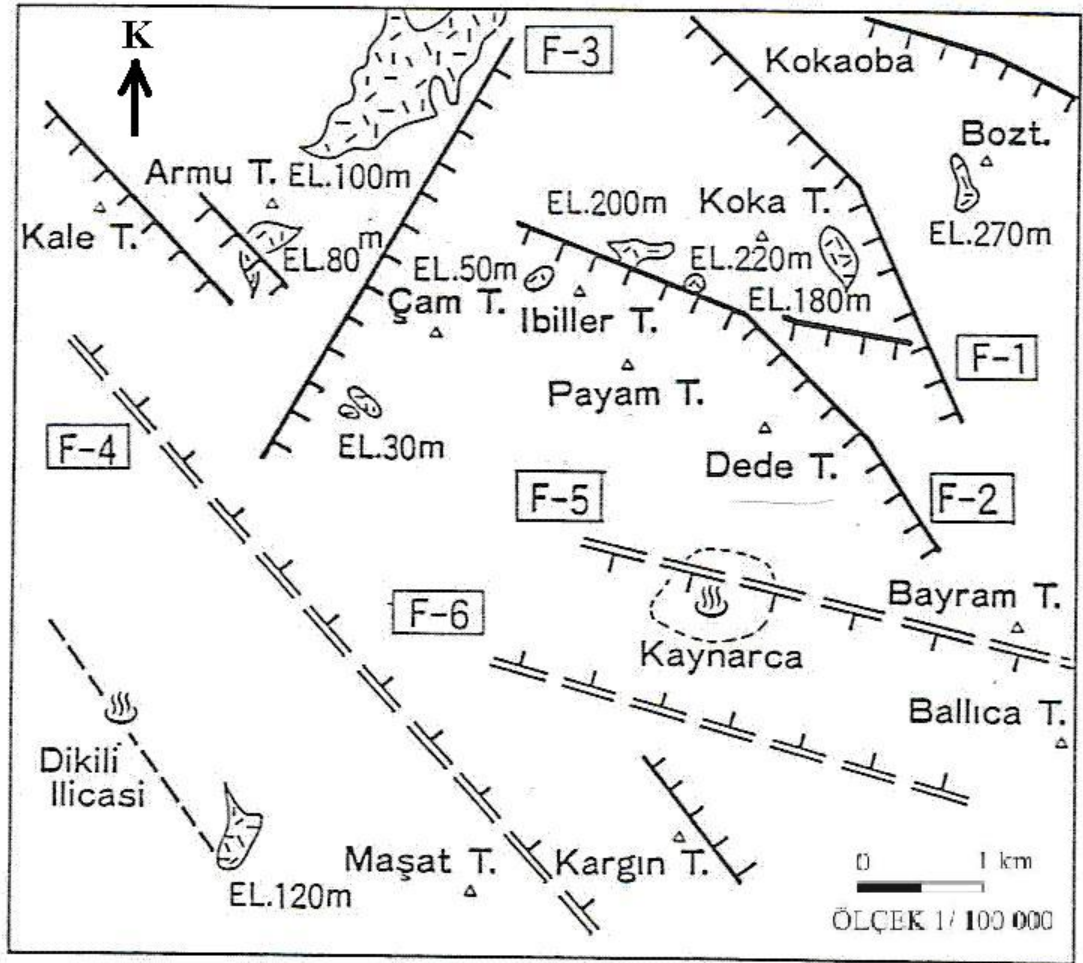 K
F-3
Kokaoba
Bozt.
Armu T.
EL.100m
EL.200m
Koka T.
Kale T.
EL.270m
EL.80m
EL.50m
EL.220m
Çam T.
Ibiller T.
EL.180m
F-1
Payam T.
F-4
EL.30m
Dede T.
F-5
F-2
F-6
Bayram T.
Kaynarca
Ballıca T.
Dikili
Ilicasi
Maşat T.
Kargın T.
0 1 km
EL.120m
ÖLÇEK 1/ 100 000